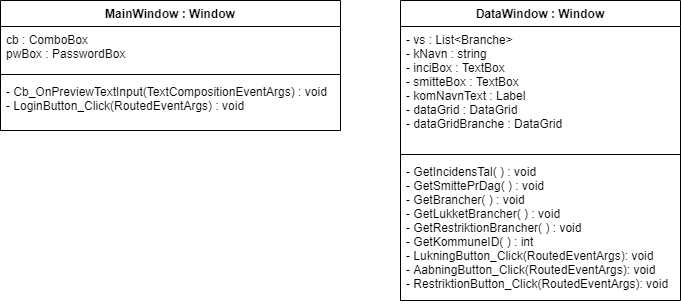 MainWindow : Window
cb : ComboBox
pwBox : PasswordBox
- Cb_OnPreviewTextInput(TextCompositionEventArgs) : void
- LoginButton_Click(RoutedEventArgs) : void
DataWindow : Window
- vs : List<Branche>
- kNavn : string
- inciBox : TextBox
- smitteBox : TextBox
- komNavnText : Label
- dataGrid : DataGrid
- dataGridBranche : DataGrid
- GetIncidensTal( ) : void
- GetSmittePrDag( ) : void
- GetBrancher( ) : void
- GetLukketBrancher( ) : void
- GetRestriktionBrancher( ) : void
- GetKommuneID( ) : int
- LukningButton_Click(RoutedEventArgs): void
- AabningButton_Click(RoutedEventArgs): void
- RestriktionButton_Click(RoutedEventArgs): void